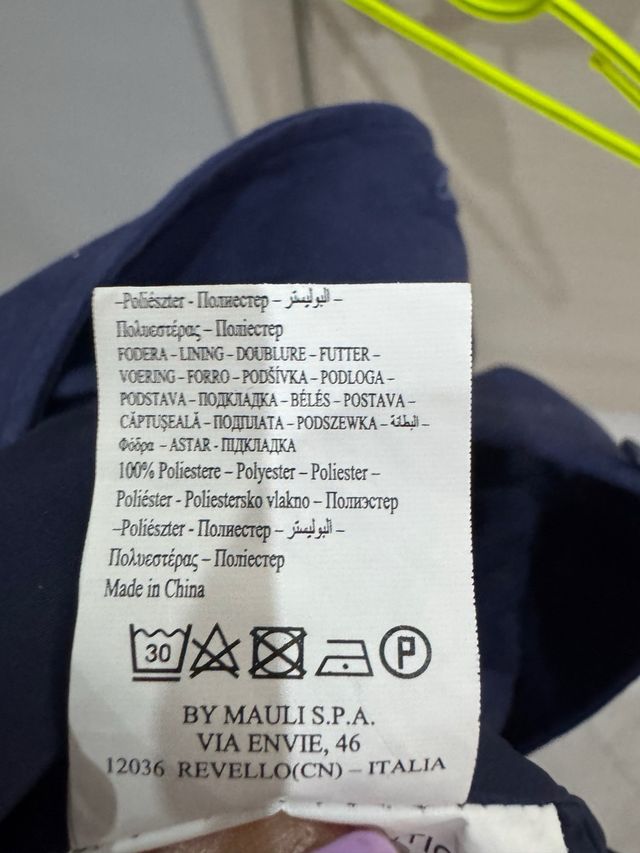 –Poliészter - Полиестер – البوليستر –
Πολυεστέρας – Поліестер
FODERA – LINING – DOUBLURE – FUTTER –
VOERING – FORRO – PODŠÍVKA – PODLOGA –
PODSTAVA – ПОДКЛАДКА – BÉLÉS – POSTAVA –
CĂPTUŞEALĂ – ПОДПЛАТА – PODSZEWKA – البطانة –
Φόδρα – ASTAR – ПІДКЛАДКА
100% Poliestere – Polyester – Poliester –
Poliéster - Poliestersko vlakno – Полиэстер
–Poliészter - Полиестер – البوليستر –
Πολυεστέρας – Поліестер
Made in China
30 P
BY MAULI S.P.A.
VIA ENVIE, 46
12036 REVELLO(CN) – ITALIA